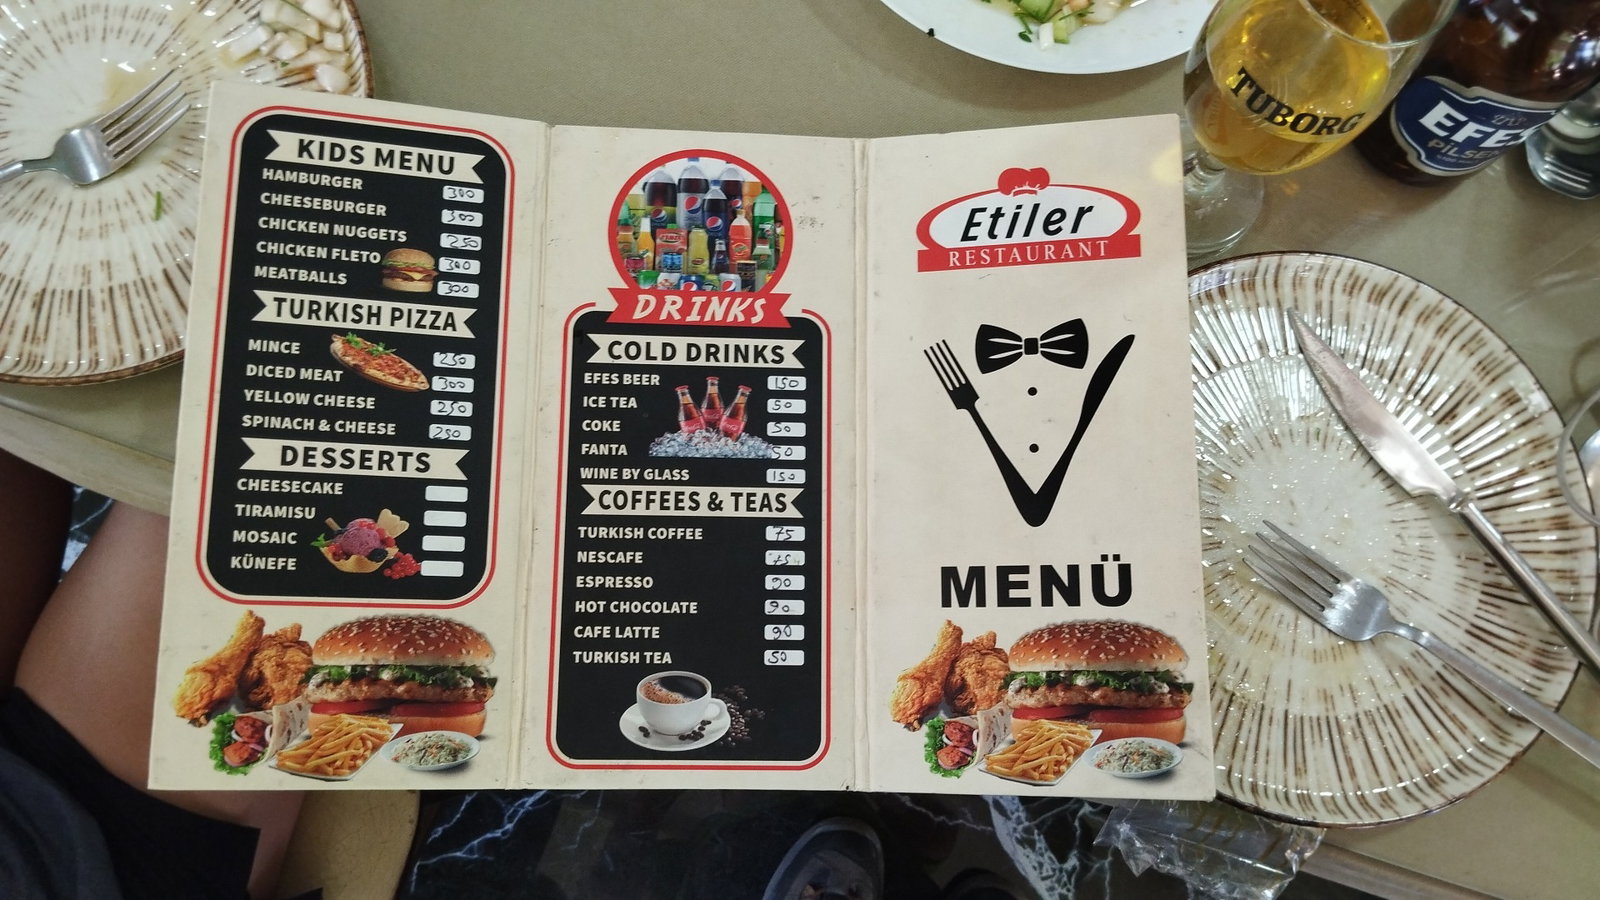 KIDS MENU
HAMBURGER 300
CHEESEBURGER 300
CHICKEN NUGGETS 250
CHICKEN FLETO 300
MEATBALLS 300
TURKISH PIZZA
MINCE 250
DICED MEAT 300
YELLOW CHEESE 250
SPINACH & CHEESE 250
DESSERTS
CHEESECAKE
TIRAMISU
MOSAIC
KÜNEFE
DRINKS
COLD DRINKS
EFES BEER 150
ICE TEA 50
COKE 50
FANTA 50
WINE BY GLASS 150
COFFEES & TEAS
TURKISH COFFEE 75
NESCAFE 75
ESPRESSO 90
HOT CHOCOLATE 90
CAFE LATTE 90
TURKISH TEA 50
Etiler
RESTAURANT
MENÜ
TUBORG
EFES
PİLSEN